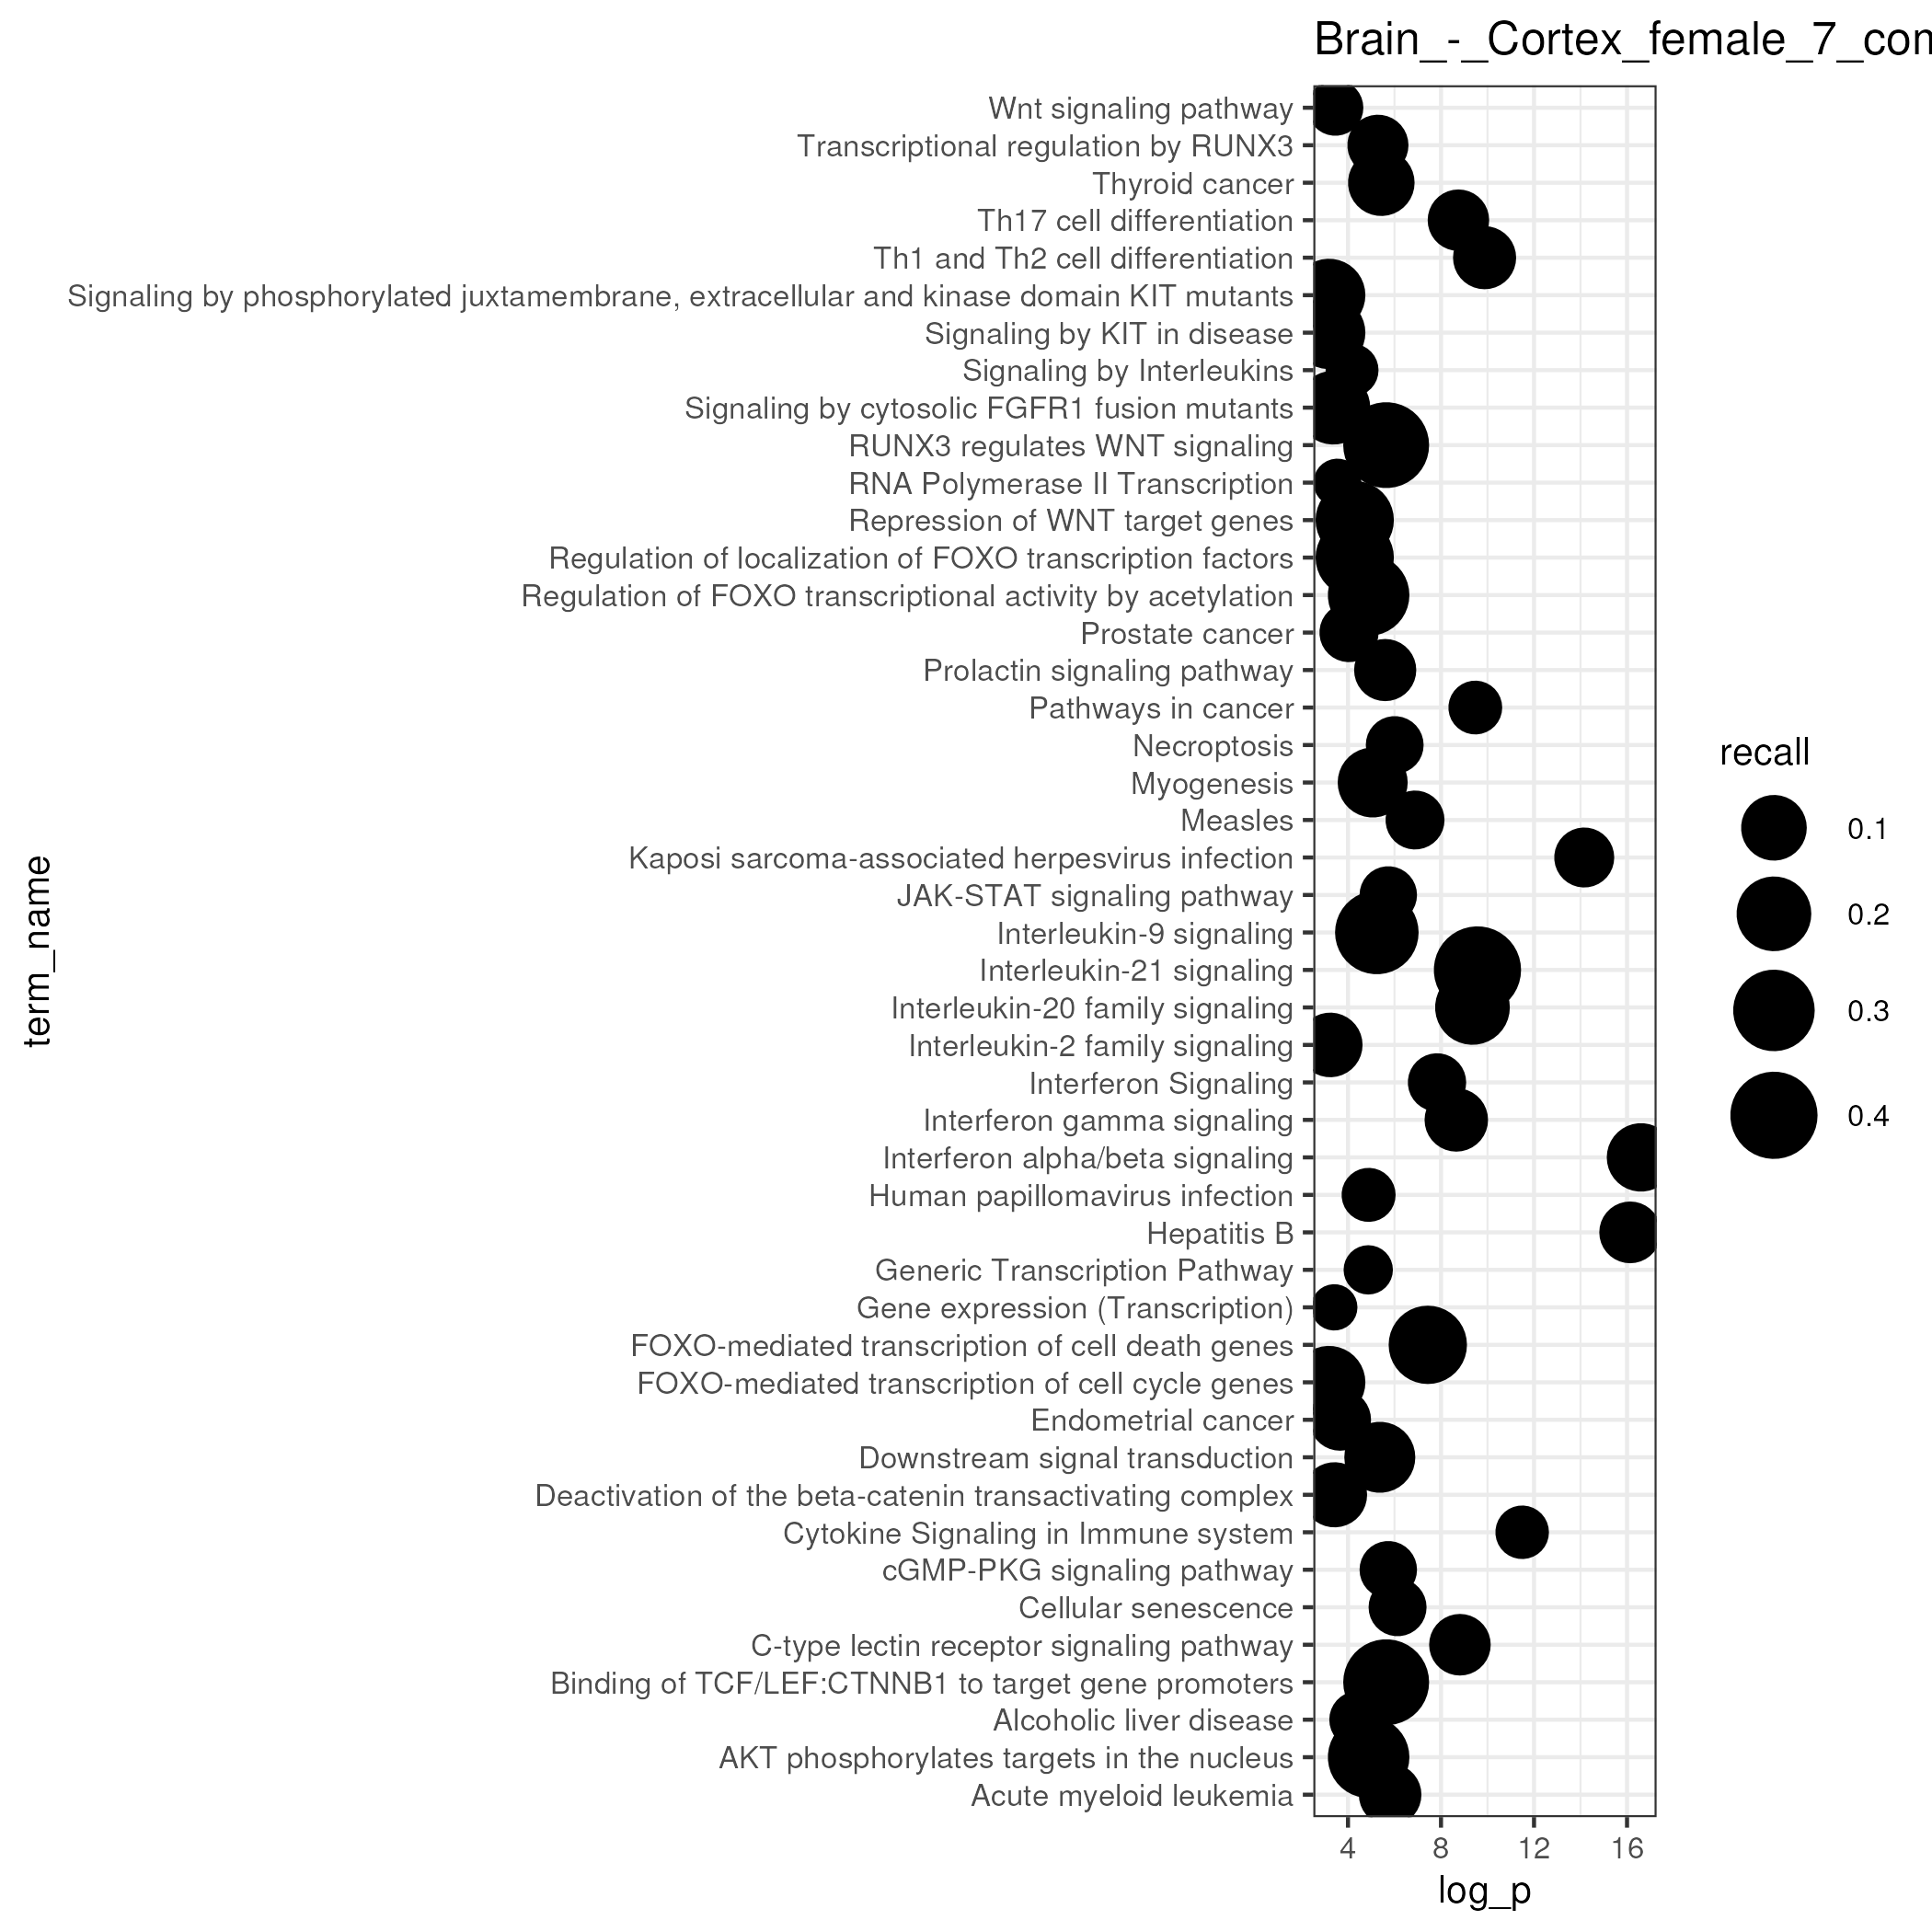 Brain_-_Cortex_female_7_con
Wnt signaling pathway
Transcriptional regulation by RUNX3
Thyroid cancer
Th17 cell differentiation
Th1 and Th2 cell differentiation
Signaling by phosphorylated juxtamembrane, extracellular and kinase domain KIT mutants
Signaling by KIT in disease
Signaling by Interleukins
Signaling by cytosolic FGFR1 fusion mutants
RUNX3 regulates WNT signaling
RNA Polymerase II Transcription
Repression of WNT target genes
Regulation of localization of FOXO transcription factors
Regulation of FOXO transcriptional activity by acetylation
Prostate cancer
Prolactin signaling pathway
Pathways in cancer
Necroptosis
Myogenesis
Measles
Kaposi sarcoma-associated herpesvirus infection
JAK-STAT signaling pathway
Interleukin-9 signaling
Interleukin-21 signaling
Interleukin-20 family signaling
Interleukin-2 family signaling
Interferon Signaling
Interferon gamma signaling
Interferon alpha/beta signaling
Human papillomavirus infection
Hepatitis B
Generic Transcription Pathway
Gene expression (Transcription)
FOXO-mediated transcription of cell death genes
FOXO-mediated transcription of cell cycle genes
Endometrial cancer
Downstream signal transduction
Deactivation of the beta-catenin transactivating complex
Cytokine Signaling in Immune system
cGMP-PKG signaling pathway
Cellular senescence
C-type lectin receptor signaling pathway
Binding of TCF/LEF:CTNNB1 to target gene promoters
Alcoholic liver disease
AKT phosphorylates targets in the nucleus
Acute myeloid leukemia
term_name
4 8 12 16
log_p
recall
0.1
0.2
0.3
0.4